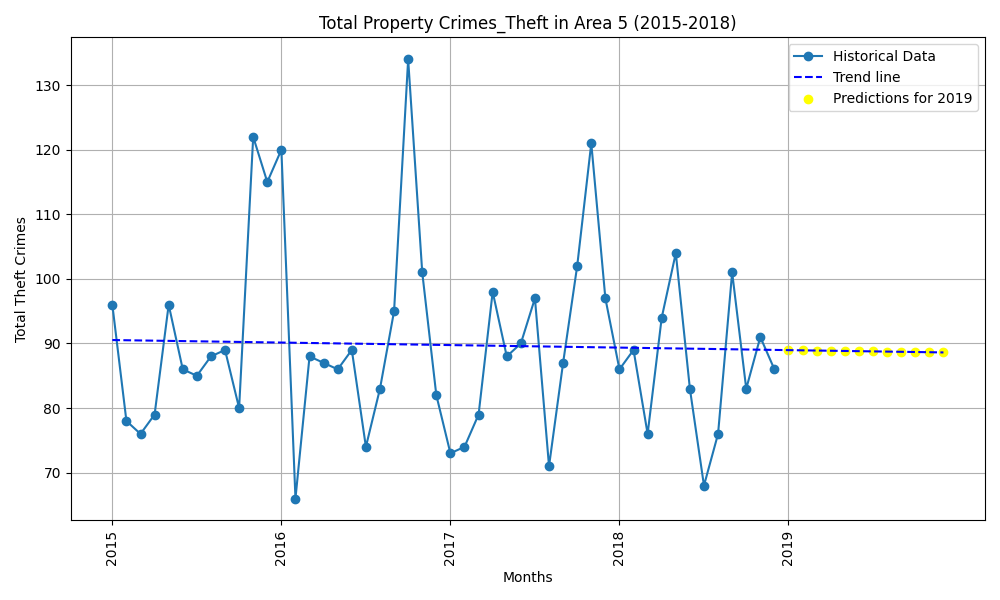 Total Property Crimes_Theft in Area 5 (2015-2018)
Historical Data
Trend line
Predictions for 2019
Total Theft Crimes
130
120
110
100
90
80
70
2015
2016
2017
2018
2019
Months